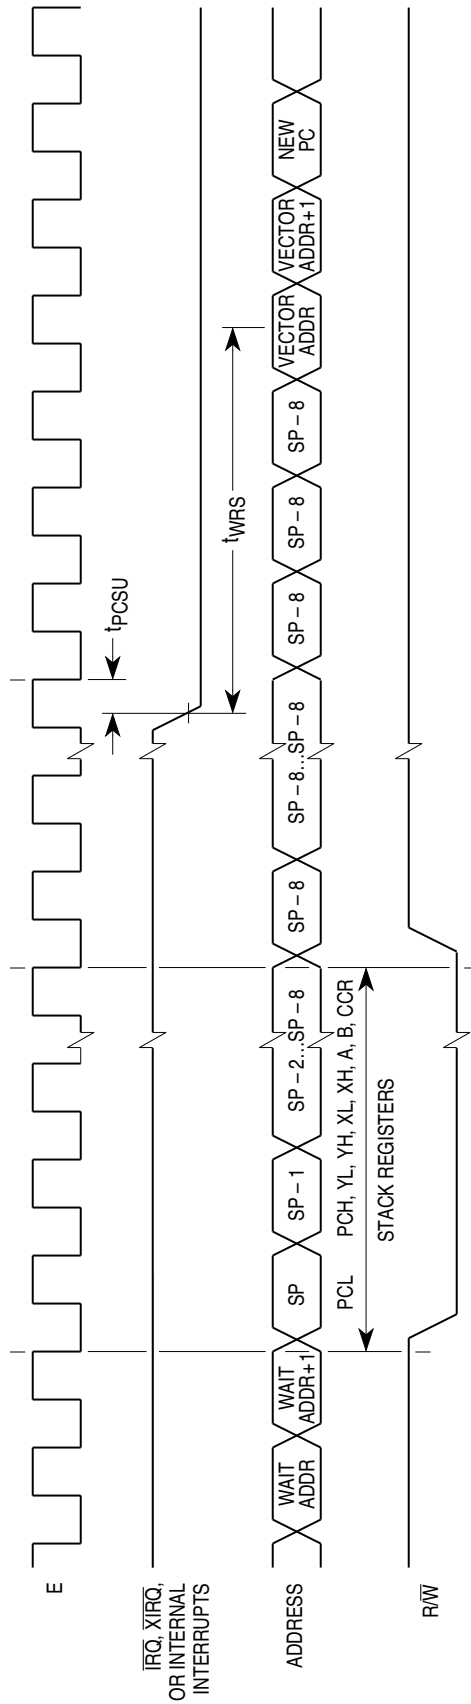 E
IRQ, XIRQ,
OR INTERNAL
INTERRUPTS
tPCSU
tWRS
ADDRESS
WAIT
ADDR
WAIT
ADDR+1
SP
SP – 1
SP – 2…SP – 8
SP – 8
SP – 8…SP – 8
SP – 8
SP – 8
SP – 8
VECTOR
ADDR
VECTOR
ADDR+1
NEW
PC
PCL
PCH, YL, YH, XL, XH, A, B, CCR
STACK REGISTERS
R/W